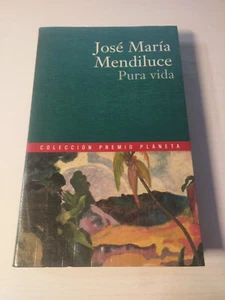 José María
Mendiluce
Pura vida
COLECCIÓN PREMIO PLANETA